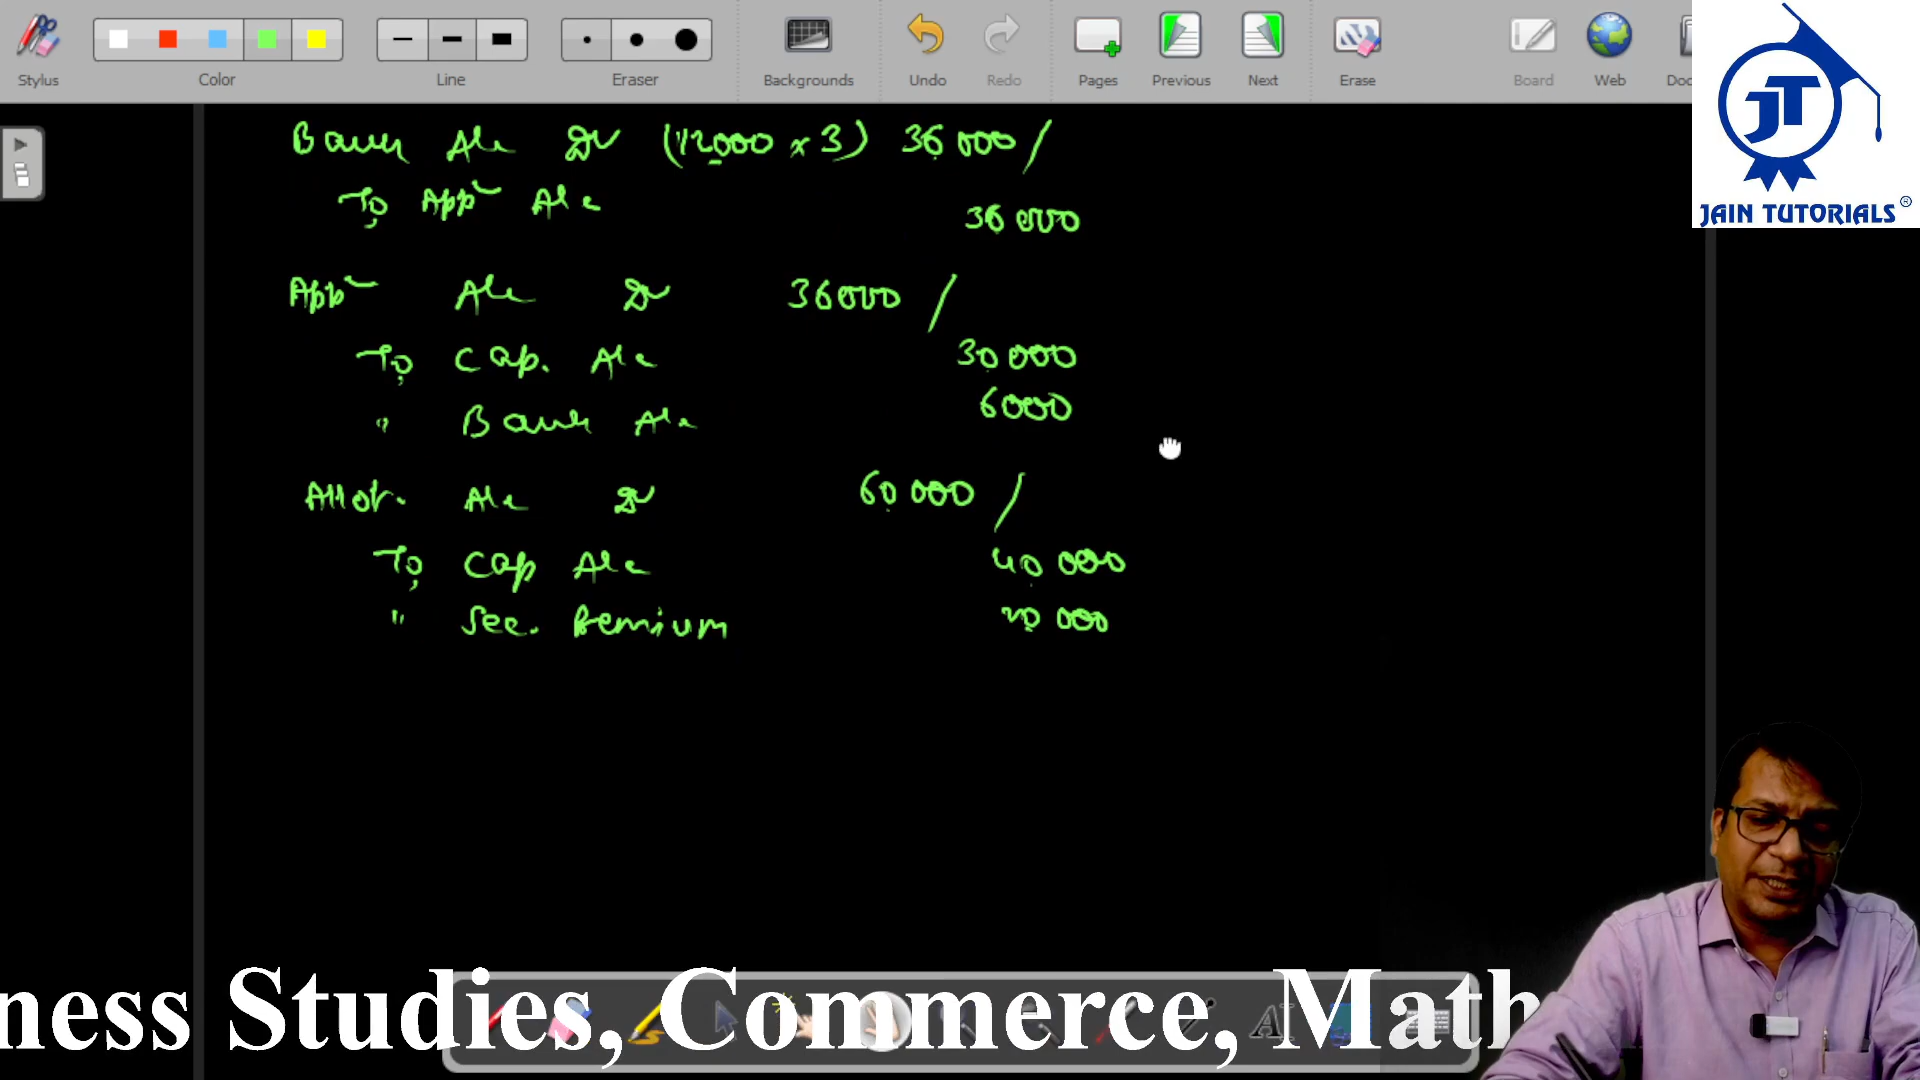 Stylus Color Line Eraser Backgrounds Undo Redo Pages Previous Next Erase Board Web Doc
JT
JAIN TUTORIALS®
Bank A/c Dr (12000 x 3) 36000 /
To App A/c 36000
App A/c Dr 36000 /
To Cap. A/c 30000
" Bank A/c 6000
Allot. A/c Dr 60000 /
To Cap A/c 40000
" Sec. Premium 20000
ness Studies, Commerce, Math